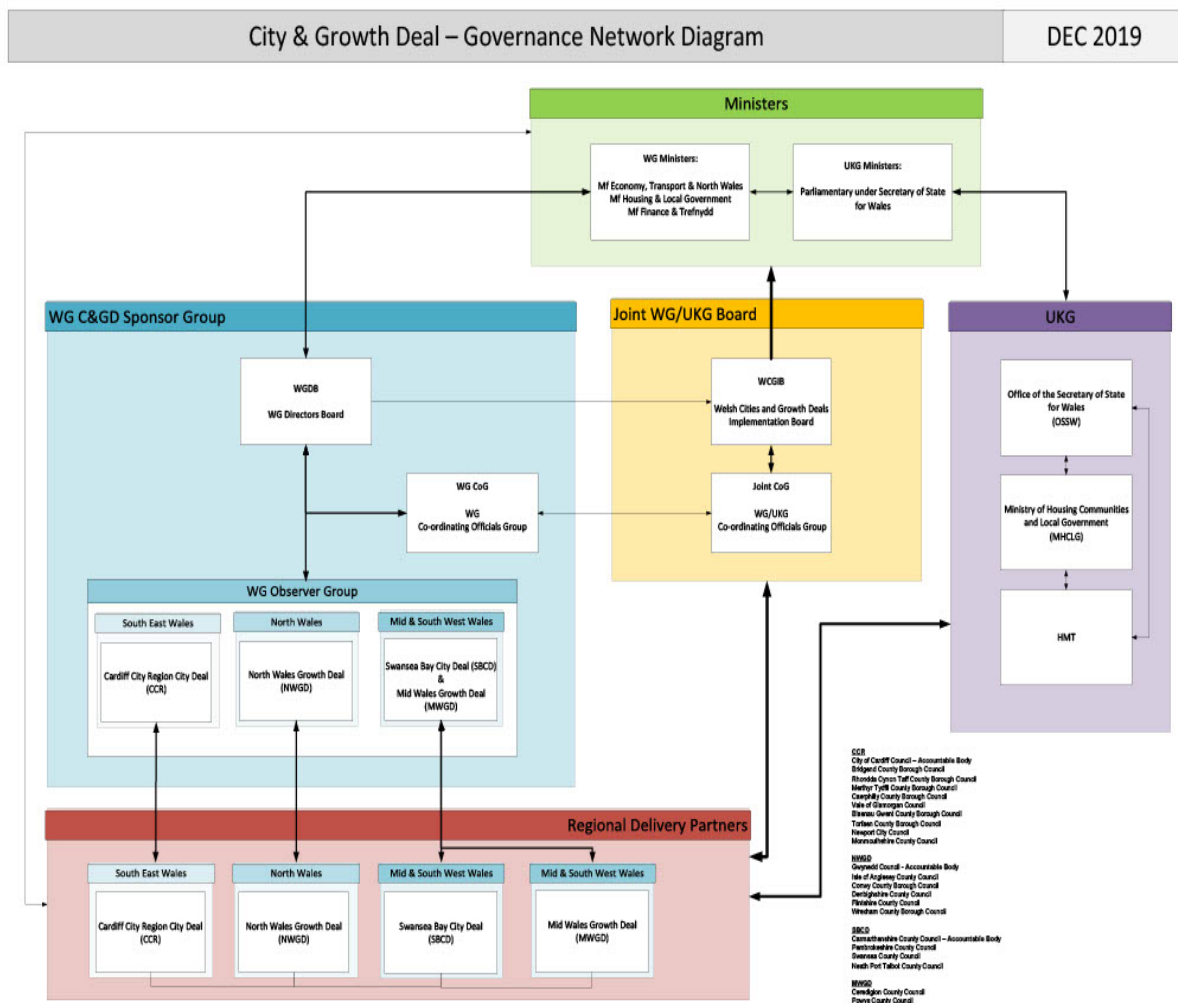 City & Growth Deal – Governance Network Diagram
DEC 2019
Ministers
WG Ministers:
Mf Economy, Transport & North Wales
Mf Housing & Local Government
Mf Finance & Trefnydd
UKG Ministers:
Parliamentary under Secretary of State
for Wales
WG C&GD Sponsor Group
WGDB
WG Directors Board
WG CoG
WG
Co-ordinating Officials Group
WG Observer Group
South East Wales
Cardiff City Region City Deal
(CCR)
North Wales
North Wales Growth Deal
(NWGD)
Mid & South West Wales
Swansea Bay City Deal (SBCD)
&
Mid Wales Growth Deal
(MWGD)
Joint WG/UKG Board
WCGIB
Welsh Cities and Growth Deals
Implementation Board
Joint CoG
WG/UKG
Co-ordinating Officials Group
UKG
Office of the Secretary of State
for Wales
(OSSW)
Ministry of Housing Communities
and Local Government
(MHCLG)
HMT
Regional Delivery Partners
South East Wales
Cardiff City Region City Deal
(CCR)
North Wales
North Wales Growth Deal
(NWGD)
Mid & South West Wales
Swansea Bay City Deal
(SBCD)
Mid & South West Wales
Mid Wales Growth Deal
(MWGD)
CCR
City of Cardiff Council – Accountable Body
Bridgend County Borough Council
Rhondda Cynon Taff County Borough Council
Merthyr Tydfil County Borough Council
Caerphilly County Borough Council
Vale of Glamorgan Council
Blaenau Gwent County Borough Council
Torfaen County Borough Council
Newport City Council
Monmouthshire County Council
NWGD
Gwynedd Council - Accountable Body
Isle of Anglesey County Council
Conwy County Borough Council
Denbighshire County Council
Flintshire County Council
Wrexham County Borough Council
SBCD
Carmarthenshire County Council – Accountable Body
Pembrokeshire County Council
Swansea County Council
Neath Port Talbot County Council
MWGD
Ceredigion County Council
Powys County Council